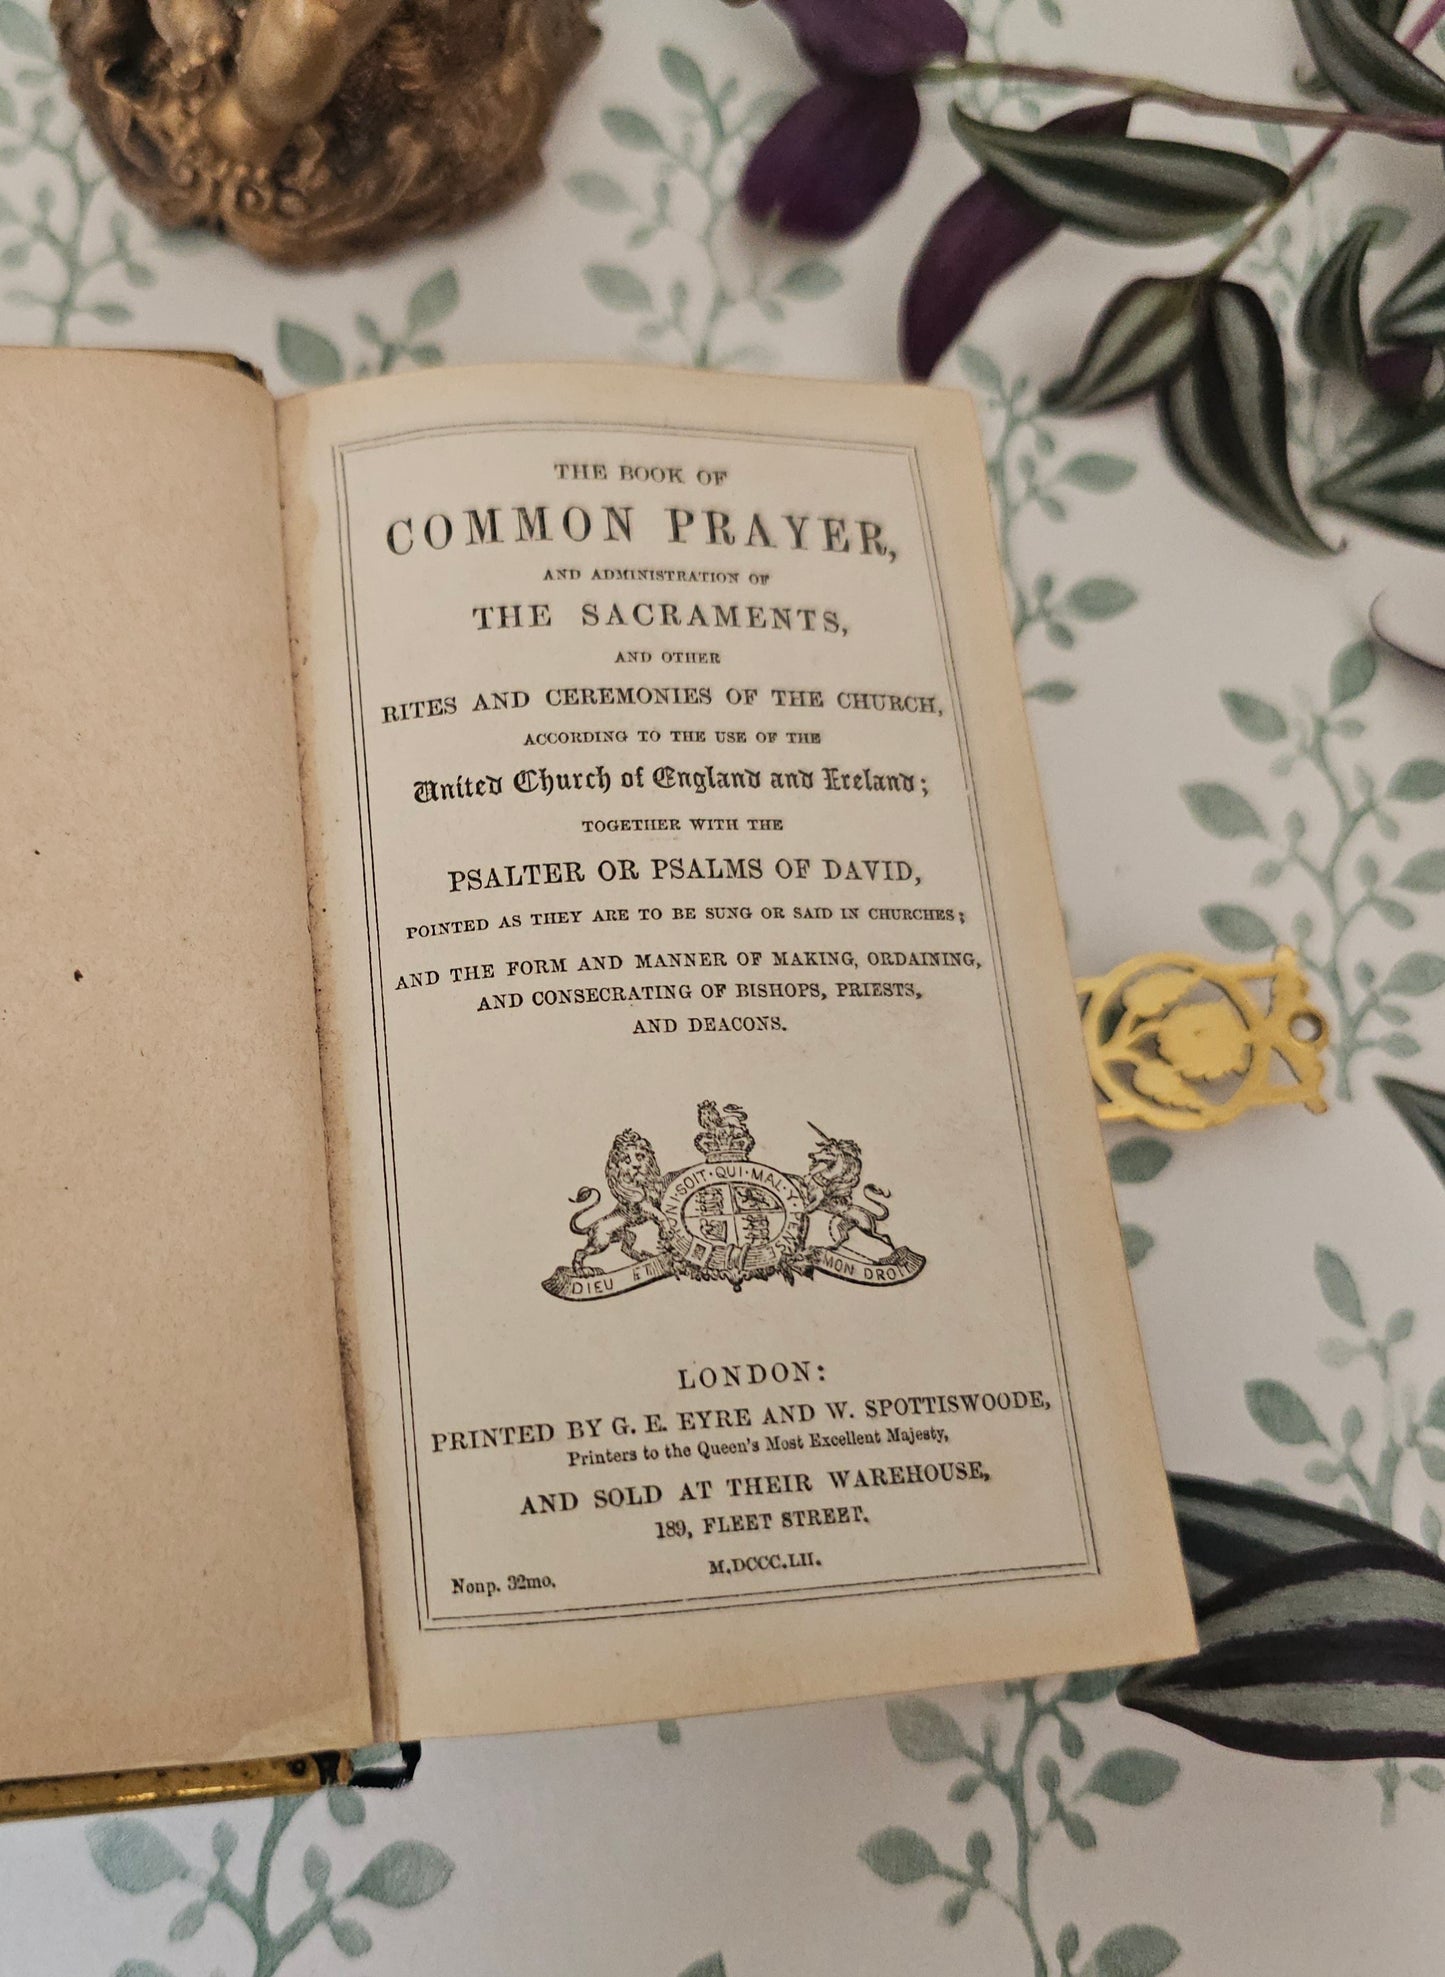 THE BOOK OF
COMMON PRAYER,
AND ADMINISTRATION OF
THE SACRAMENTS,
AND OTHER
RITES AND CEREMONIES OF THE CHURCH,
ACCORDING TO THE USE OF THE
United Church of England and Ireland;
TOGETHER WITH THE
PSALTER OR PSALMS OF DAVID,
POINTED AS THEY ARE TO BE SUNG OR SAID IN CHURCHES;
AND THE FORM AND MANNER OF MAKING, ORDAINING,
AND CONSECRATING OF BISHOPS, PRIESTS,
AND DEACONS.
SOIT·QUI·MAL·Y·PENSE
DIEU ET MON DROIT
LONDON:
PRINTED BY G. E. EYRE AND W. SPOTTISWOODE,
Printers to the Queen's Most Excellent Majesty,
AND SOLD AT THEIR WAREHOUSE,
189, FLEET STREET.
M.DCCC.LII.
Nonp. 32mo.